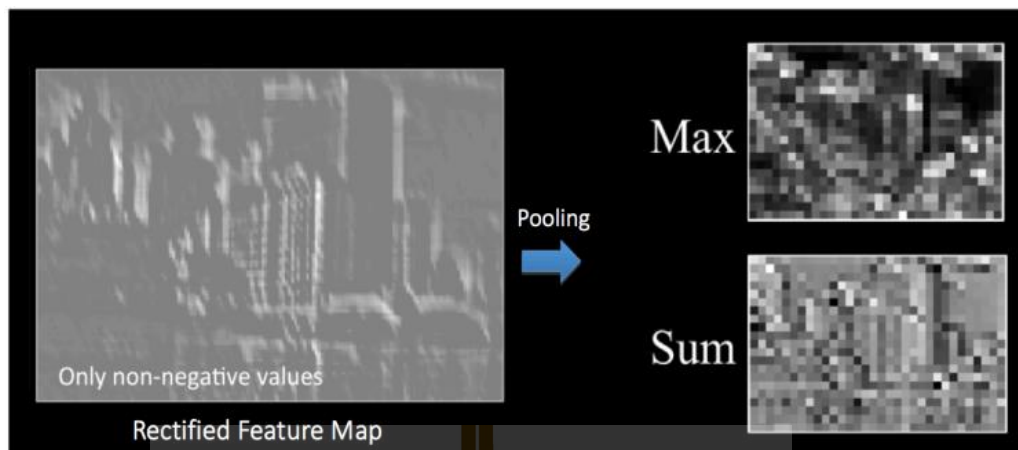 Only non-negative values
Rectified Feature Map
Pooling
Max
Sum